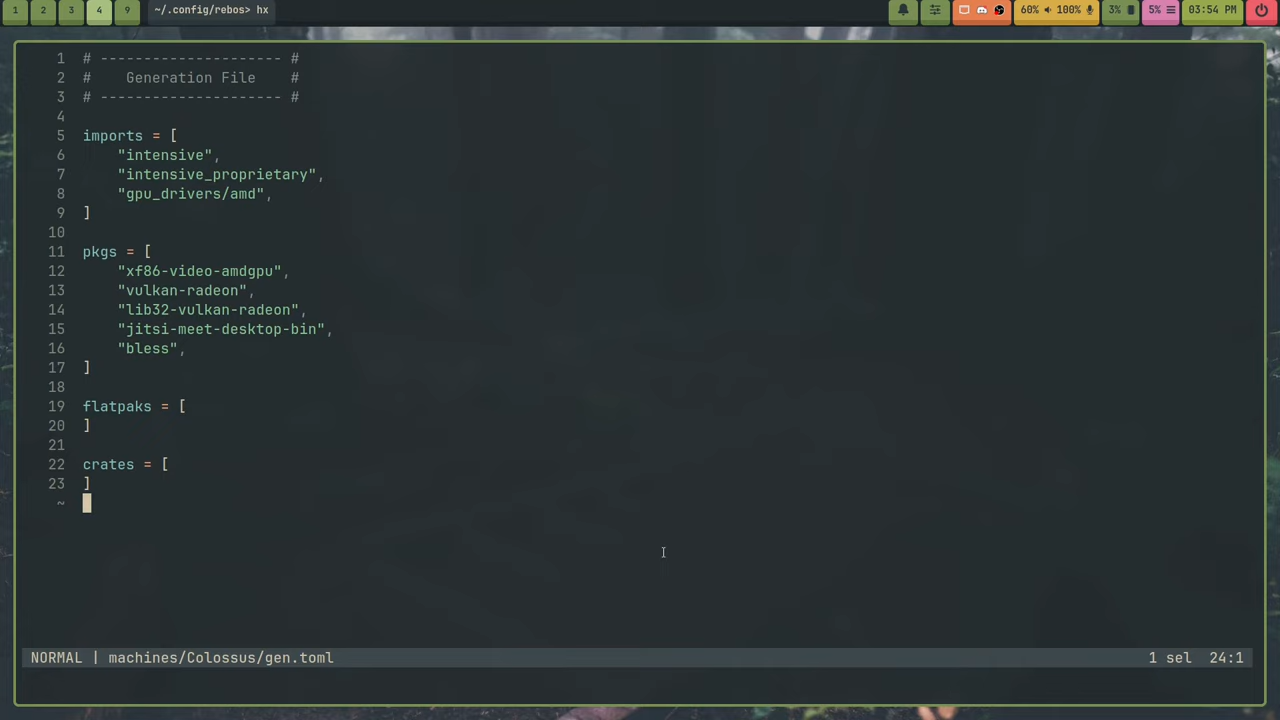 1 2 3 4 9 ~/.config/rebos> hx 60% 100% 3% 5% 03:54 PM
1 # --------------------- #
2 #    Generation File    #
3 # --------------------- #
4
5 imports = [
6     "intensive",
7     "intensive_proprietary",
8     "gpu_drivers/amd",
9 ]
10
11 pkgs = [
12     "xf86-video-amdgpu",
13     "vulkan-radeon",
14     "lib32-vulkan-radeon",
15     "jitsi-meet-desktop-bin",
16     "bless",
17 ]
18
19 flatpaks = [
20 ]
21
22 crates = [
23 ]
~
NORMAL | machines/Colossus/gen.toml 1 sel 24:1